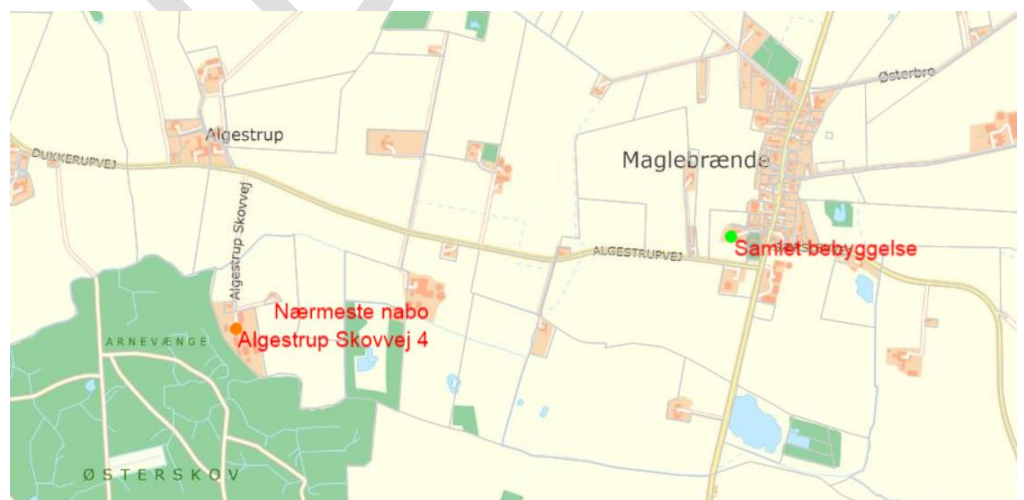 Østerbro
Algestrup
DUKKERUPVEJ
Maglebrænde
Algestrup Skovvej
ALGESTRUPVEJ
Samlet bebyggelse
Nærmeste nabo
Algestrup Skovvej 4
ARNEVÆNGE
ØSTERSKOV